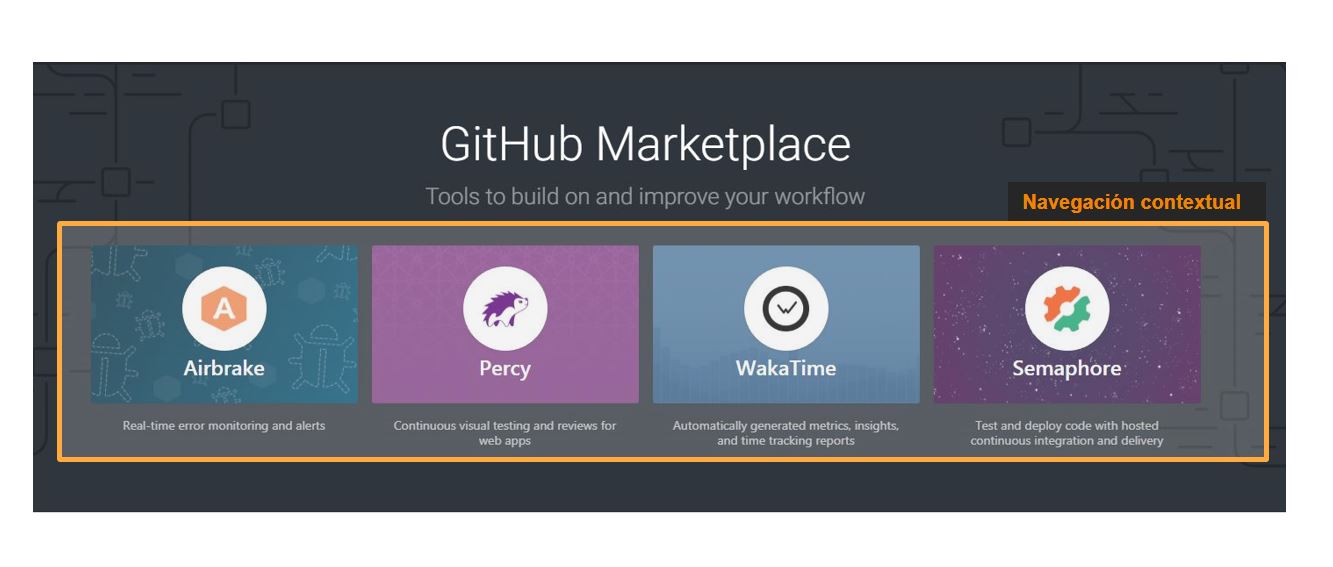 GitHub Marketplace
Tools to build on and improve your workflow
Navegación contextual
A
Airbrake
Percy
W
WakaTime
Semaphore
Real-time error monitoring and alerts
Continuous visual testing and reviews for
web apps
Automatically generated metrics, insights,
and time tracking reports
Test and deploy code with hosted
continuous integration and delivery